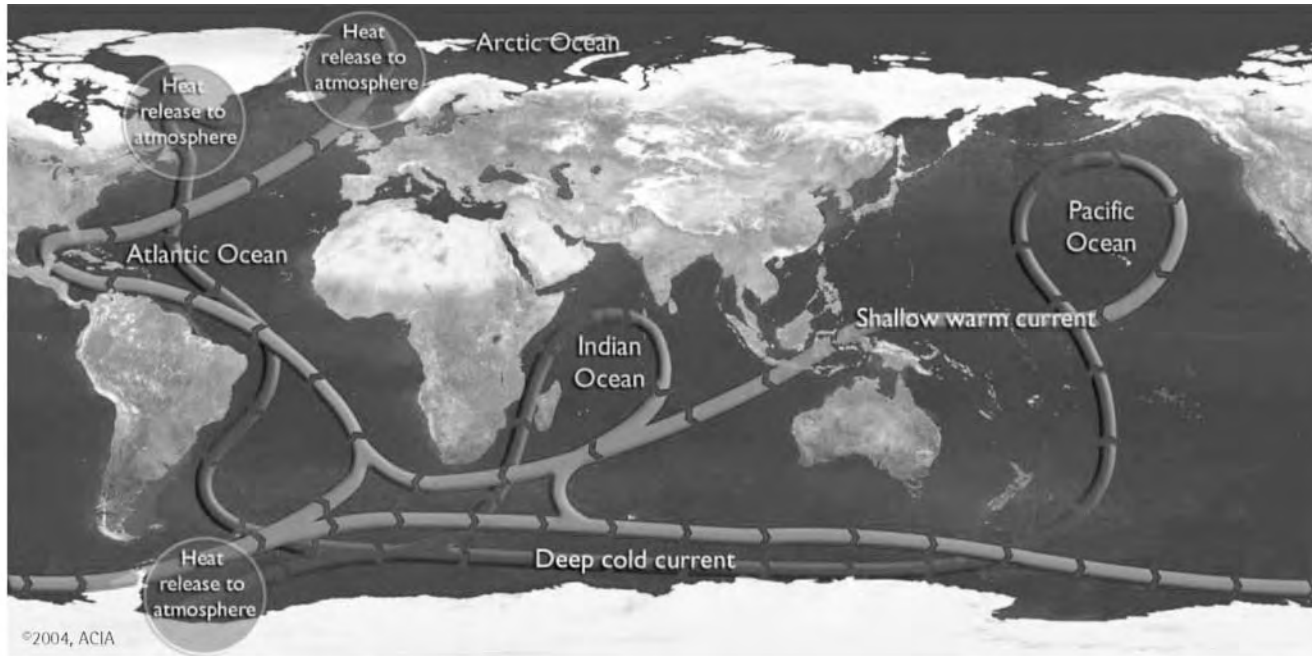 Heat
release to
atmosphere
Arctic Ocean
Heat
release to
atmosphere
Pacific
Ocean
Atlantic Ocean
Shallow warm current
Indian
Ocean
Deep cold current
Heat
release to
atmosphere
©2004, ACIA